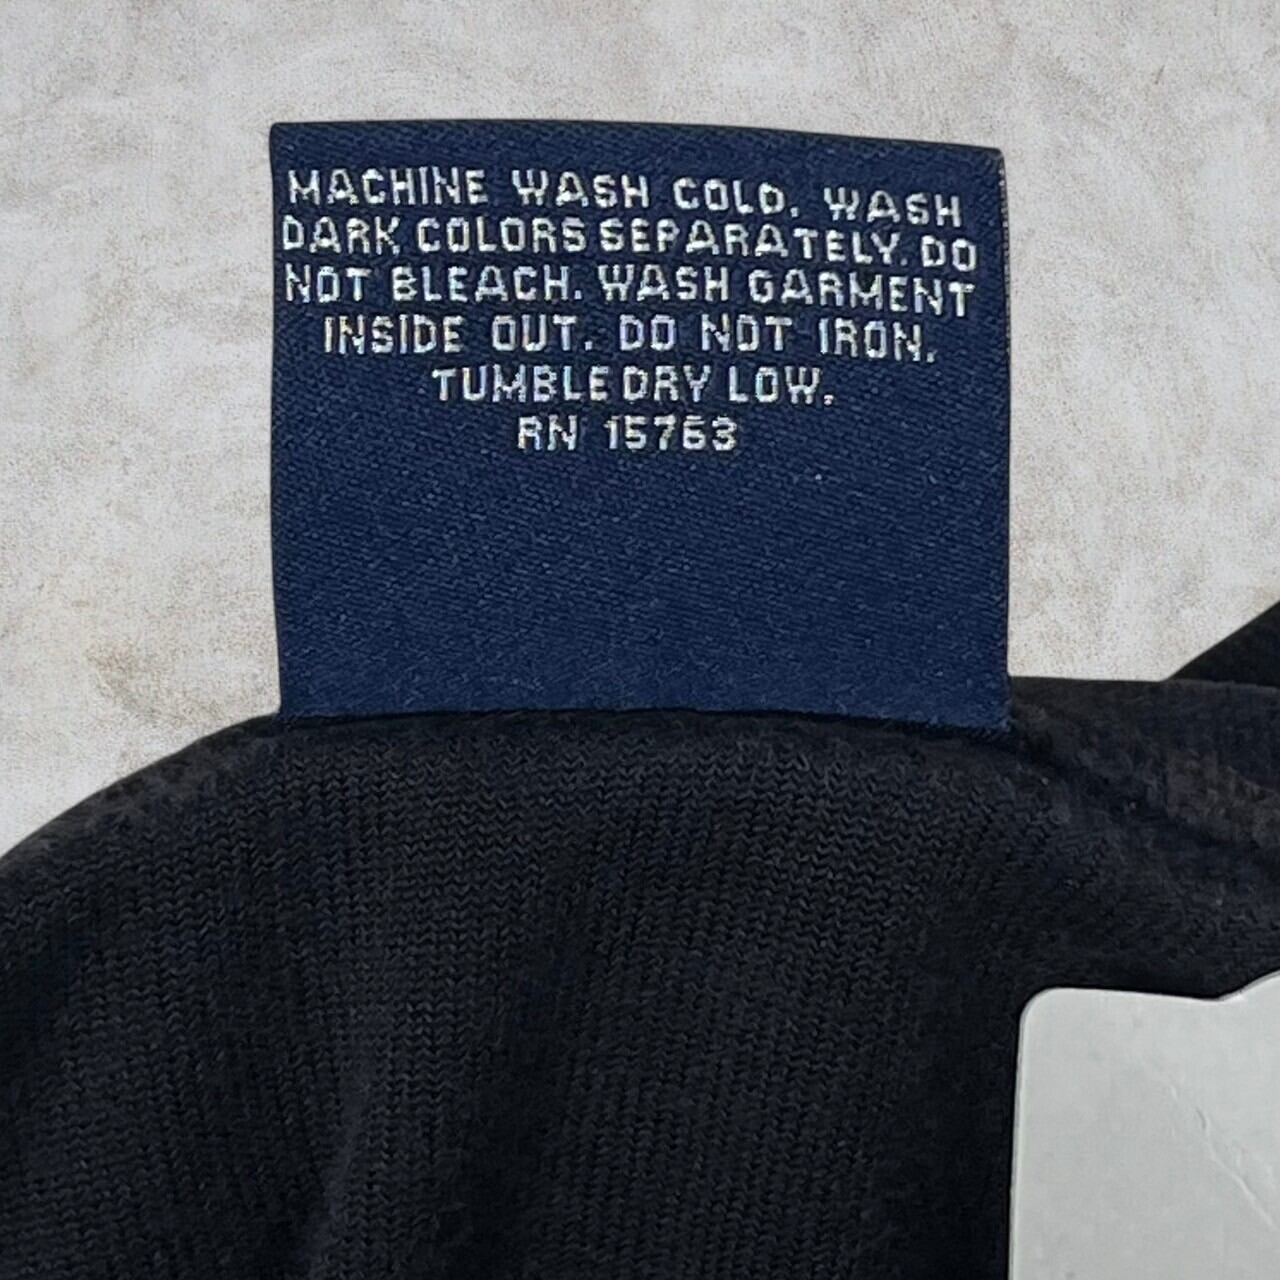 MACHINE WASH COLD. WASH
DARK COLORS SEPARATELY. DO
NOT BLEACH. WASH GARMENT
INSIDE OUT. DO NOT IRON.
TUMBLE DRY LOW.
RN 15763